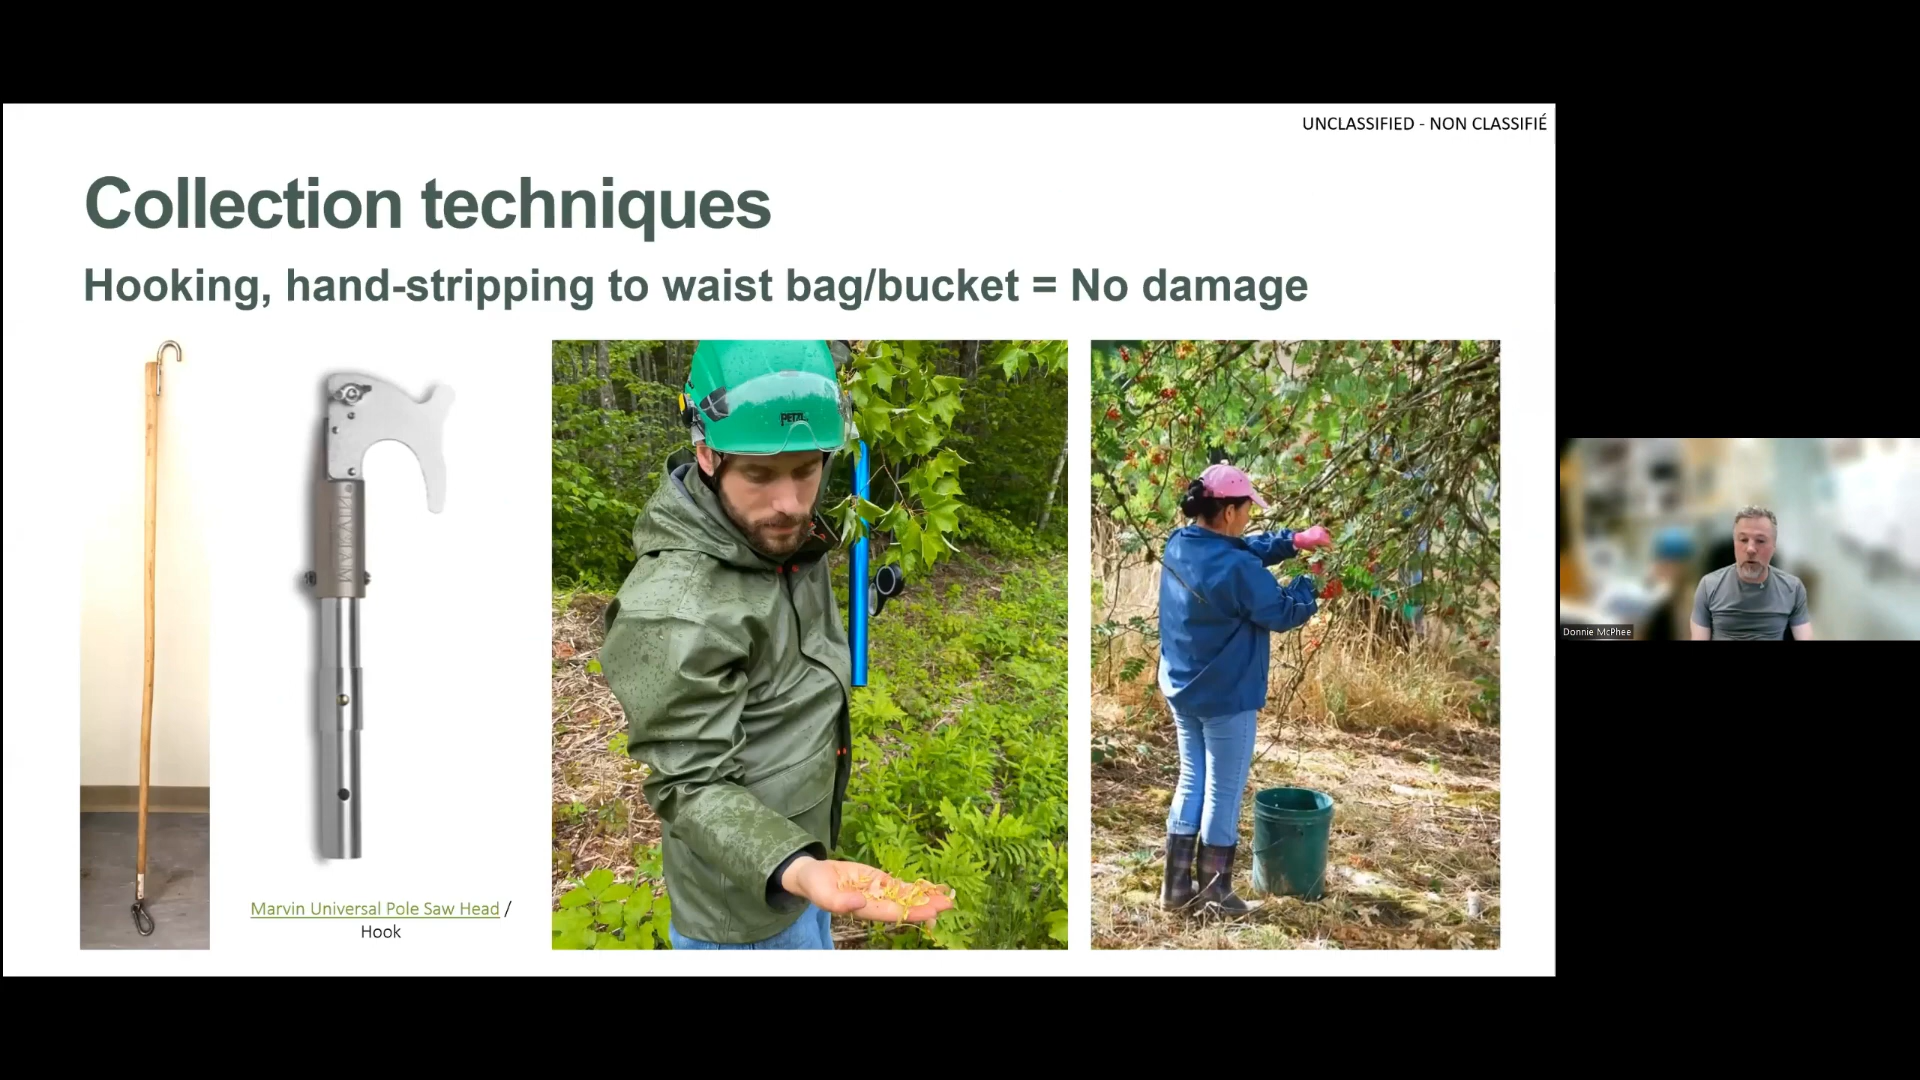 UNCLASSIFIED - NON CLASSIFIÉ
Collection techniques
Hooking, hand-stripping to waist bag/bucket = No damage
MARVIN
PETZL
Marvin Universal Pole Saw Head /
Hook
Donnie McPhee